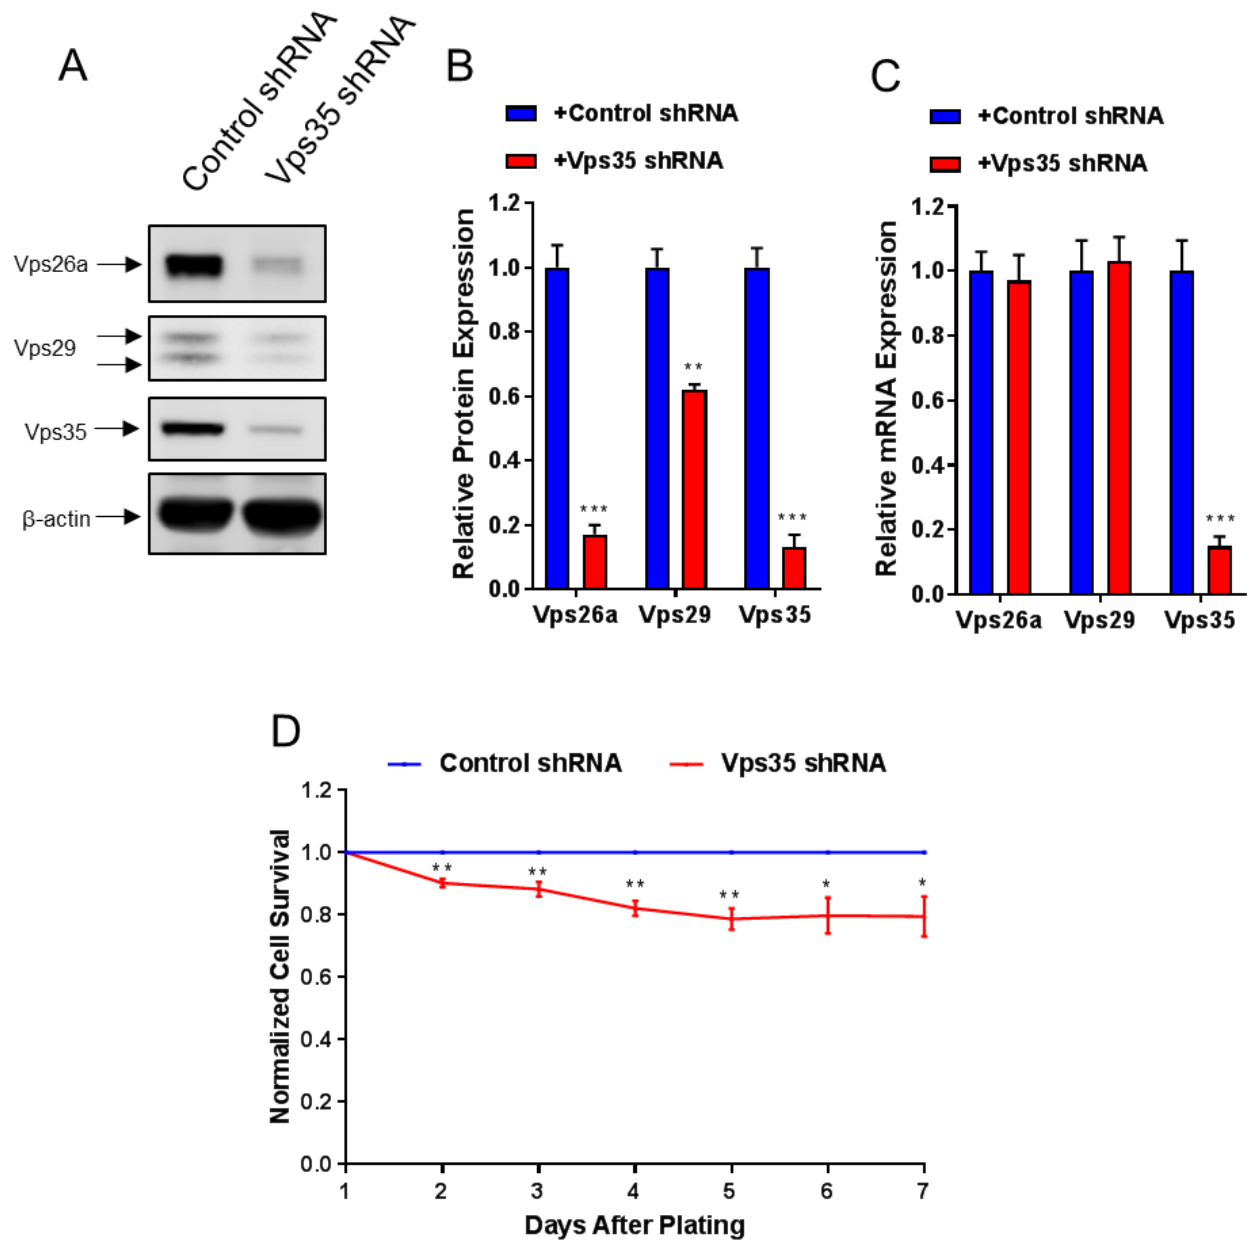 A
Control shRNA
Vps35 shRNA
Vps26a
Vps29
Vps35
β-actin
B
+Control shRNA
+Vps35 shRNA
Relative Protein Expression
1.2
1.0
0.8
0.6
0.4
0.2
0.0
***
**
***
Vps26a Vps29 Vps35
C
+Control shRNA
+Vps35 shRNA
Relative mRNA Expression
1.2
1.0
0.8
0.6
0.4
0.2
0.0
***
Vps26a Vps29 Vps35
D
Control shRNA Vps35 shRNA
Normalized Cell Survival
1.2
1.0
0.8
0.6
0.4
0.2
0.0
** ** ** ** * *
1 2 3 4 5 6 7
Days After Plating